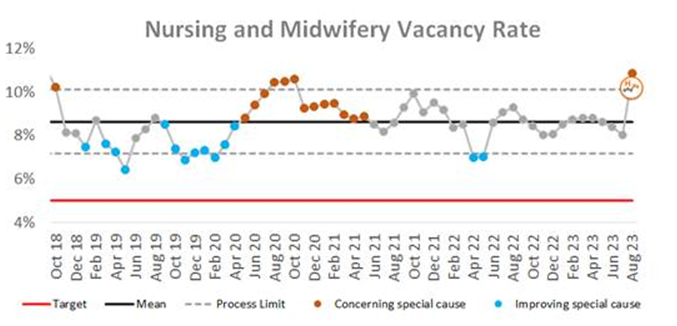 Nursing and Midwifery Vacancy Rate
12%
10%
8%
6%
4%
Oct 18
Dec 18
Feb 19
Apr 19
Jun 19
Aug 19
Oct 19
Dec 19
Feb 20
Apr 20
Jun 20
Aug 20
Oct 20
Dec 20
Feb 21
Apr 21
Jun 21
Aug 21
Oct 21
Dec 21
Feb 22
Apr 22
Jun 22
Aug 22
Oct 22
Dec 22
Feb 23
Apr 23
Jun 23
Aug 23
Target Mean Process Limit Concerning special cause Improving special cause